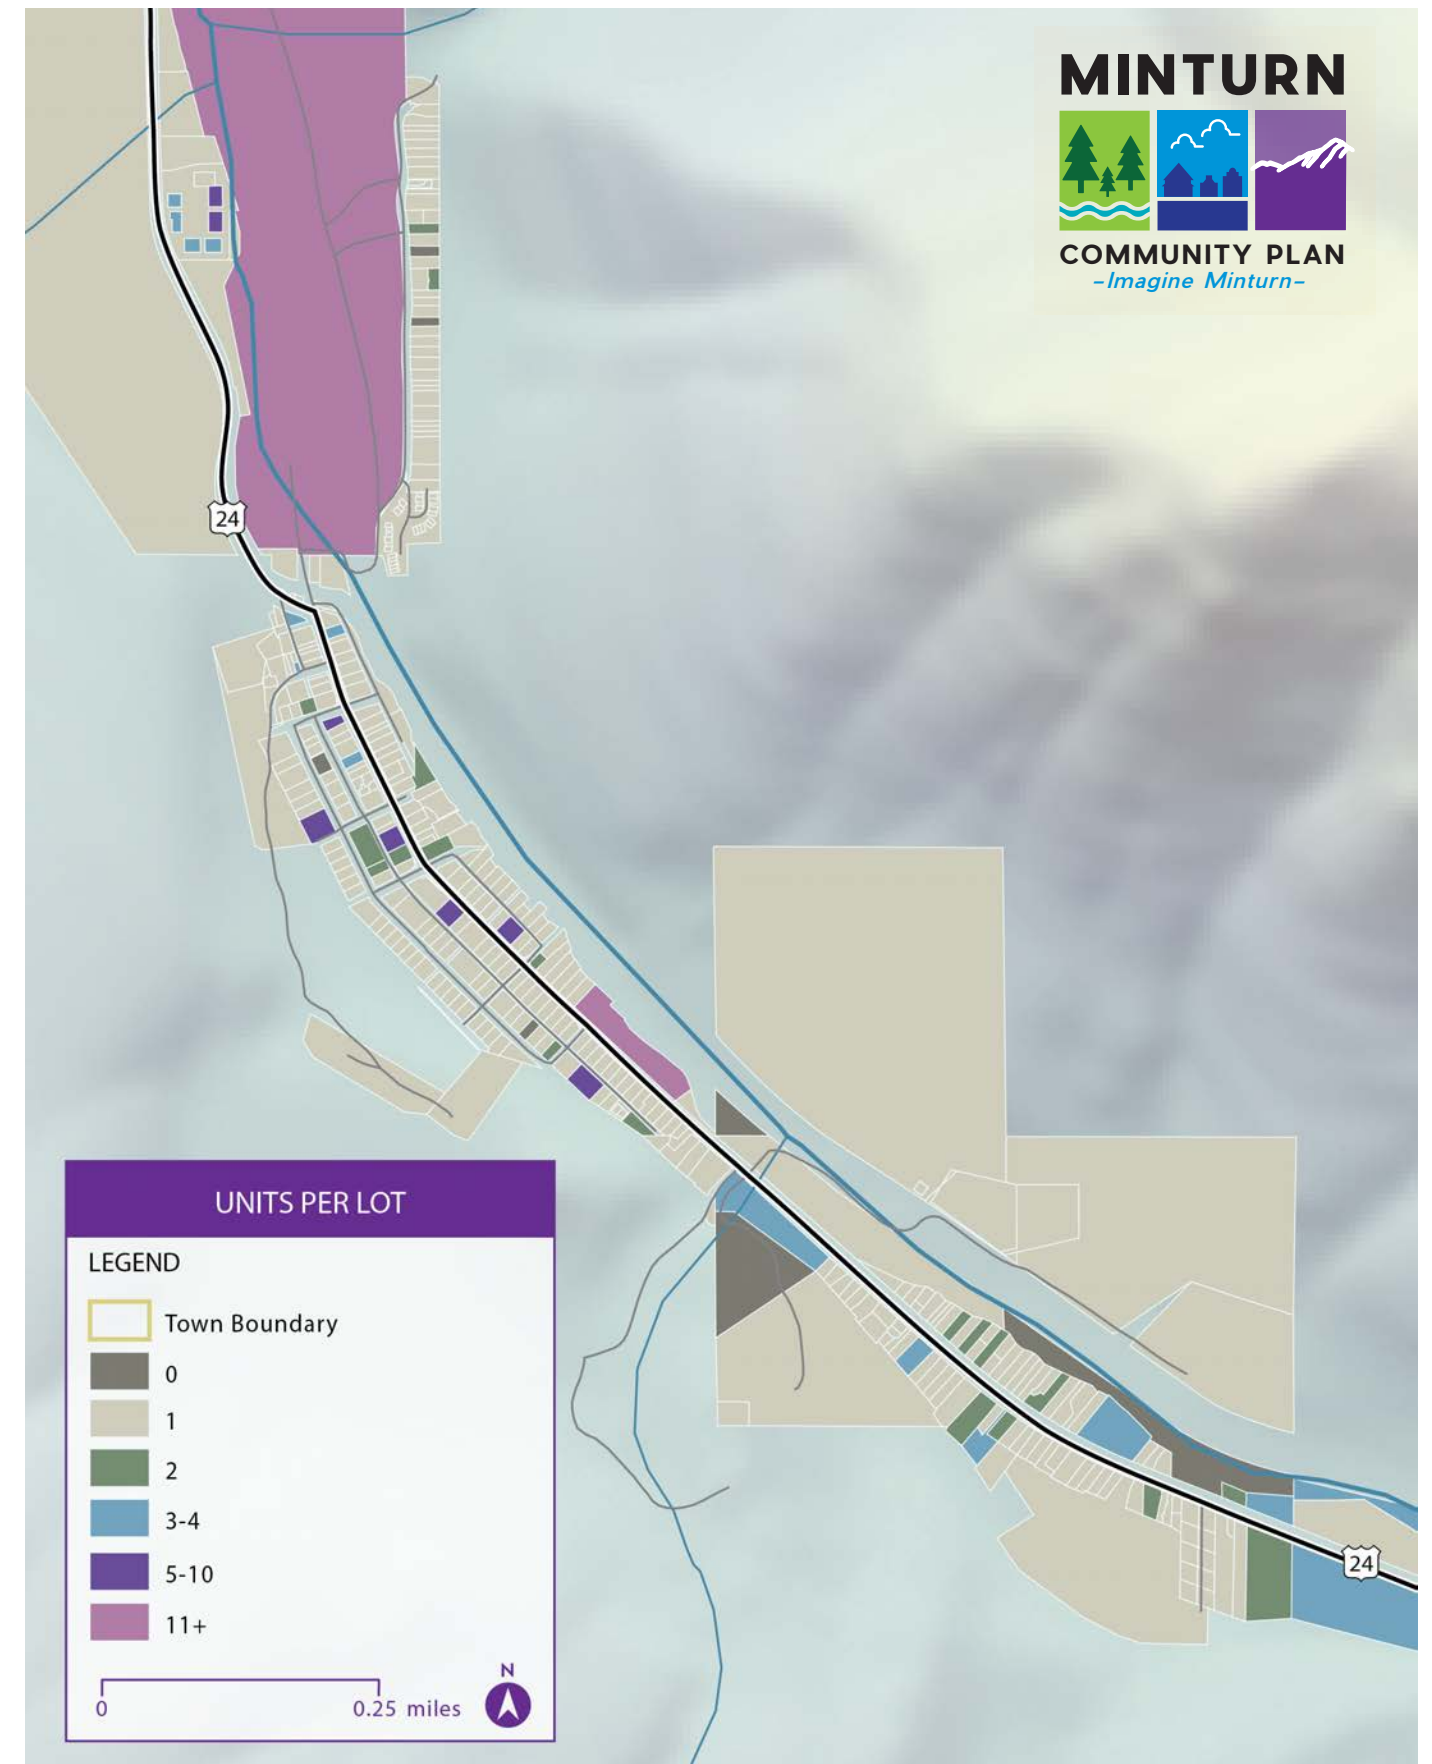 MINTURN
COMMUNITY PLAN
-Imagine Minturn-
24
24
UNITS PER LOT
LEGEND
Town Boundary
0
1
2
3-4
5-10
11+
N
0
0.25 miles